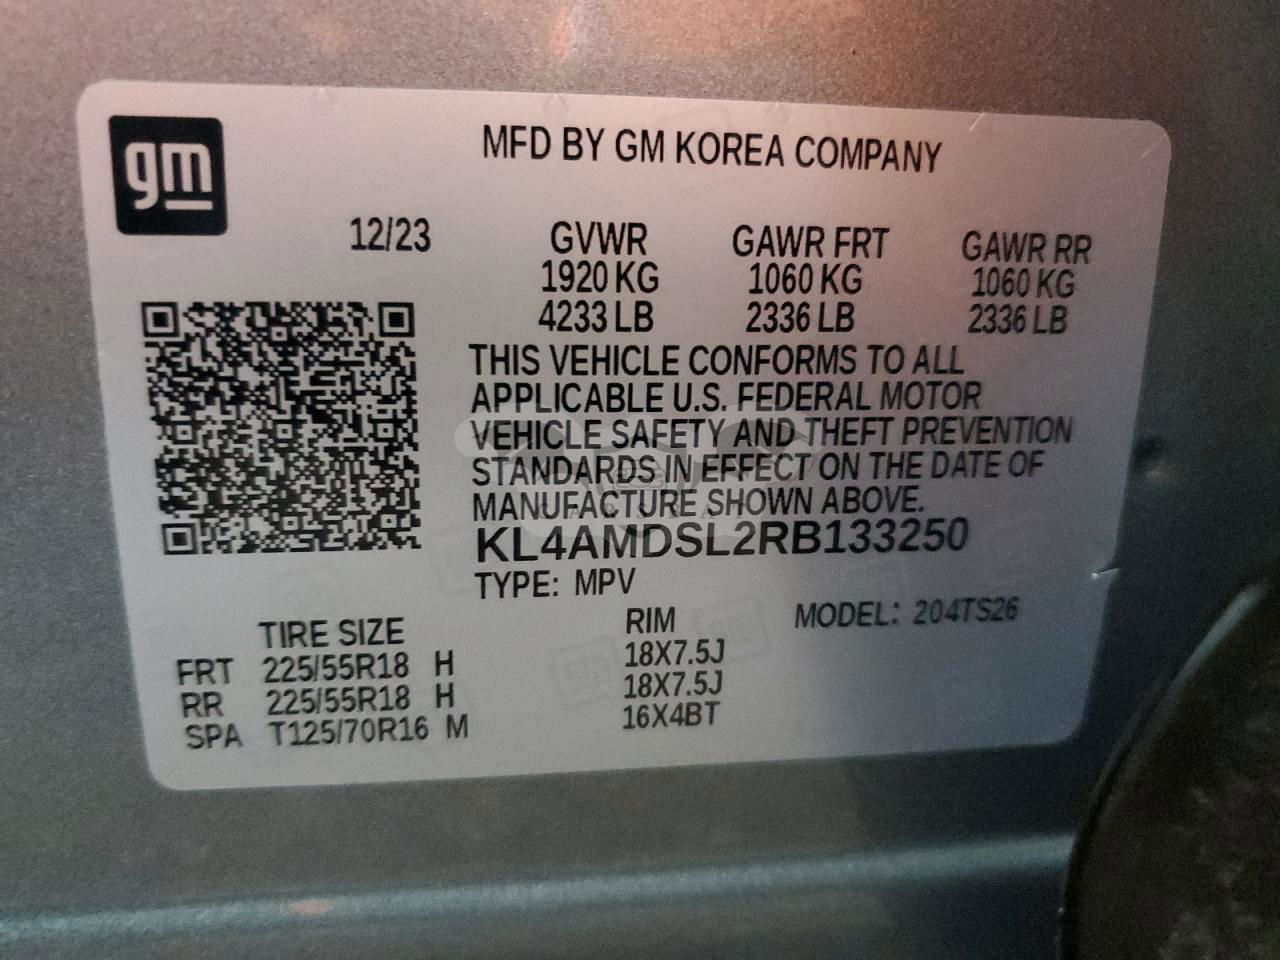 gm
MFD BY GM KOREA COMPANY
12/23
GVWR GAWR FRT GAWR RR
1920 KG 1060 KG 1060 KG
4233 LB 2336 LB 2336 LB
THIS VEHICLE CONFORMS TO ALL
APPLICABLE U.S. FEDERAL MOTOR
VEHICLE SAFETY AND THEFT PREVENTION
STANDARDS IN EFFECT ON THE DATE OF
MANUFACTURE SHOWN ABOVE.
KL4AMDSL2RB133250
TYPE: MPV
TIRE SIZE RIM MODEL: 204TS26
FRT 225/55R18 H 18X7.5J
RR 225/55R18 H 18X7.5J
SPA T125/70R16 M 16X4BT